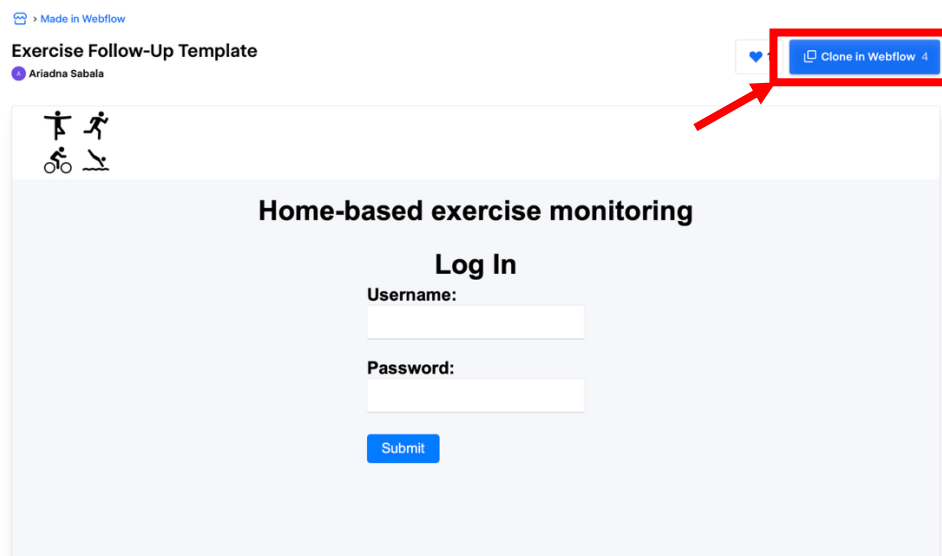 › Made in Webflow
Exercise Follow-Up Template
A Ariadna Sabala
Clone in Webflow 4
Home-based exercise monitoring
Log In
Username:
Password:
Submit